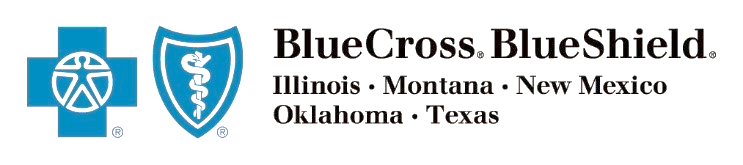 BlueCross® BlueShield®
Illinois • Montana • New Mexico
Oklahoma • Texas
® ®